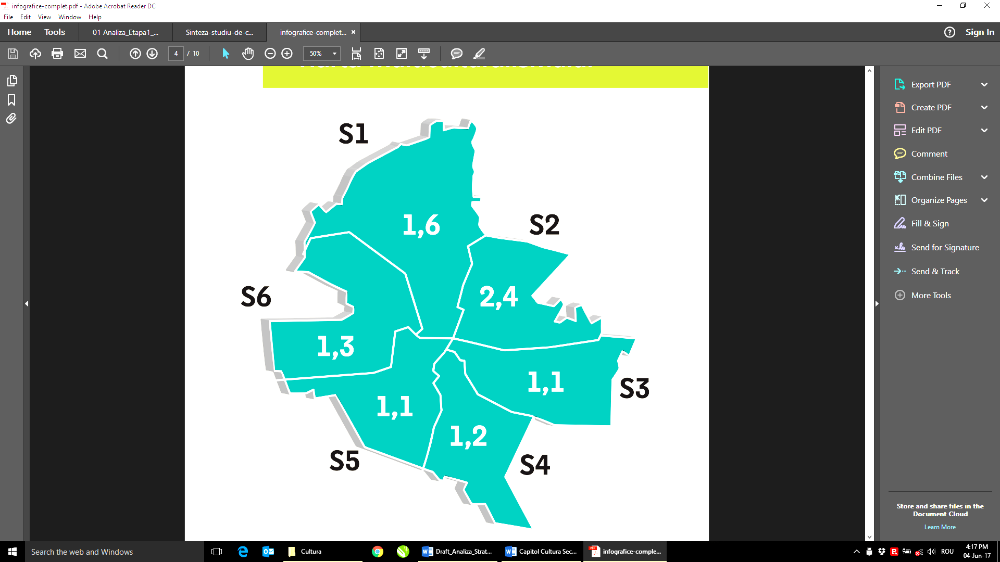 infografice-complet.pdf - Adobe Acrobat Reader DC
File Edit View Window Help
Home Tools 01 Analiza_Etapa1_... Sinteza-studiu-de-c... infografice-complet... × Sign In
4 / 10 50%
S1
S2
S3
S4
S5
S6
1,6
2,4
1,3
1,1
1,1
1,2
Export PDF
Create PDF
Edit PDF
Comment
Combine Files
Organize Pages
Fill & Sign
Send for Signature
Send & Track
More Tools
Store and share files in the
Document Cloud
Learn More
Search the web and Windows
Cultura
Draft_Analiza_Strat...
Capitol Cultura Sec...
infografice-comple...
ROU
4:17 PM
04-Jun-17